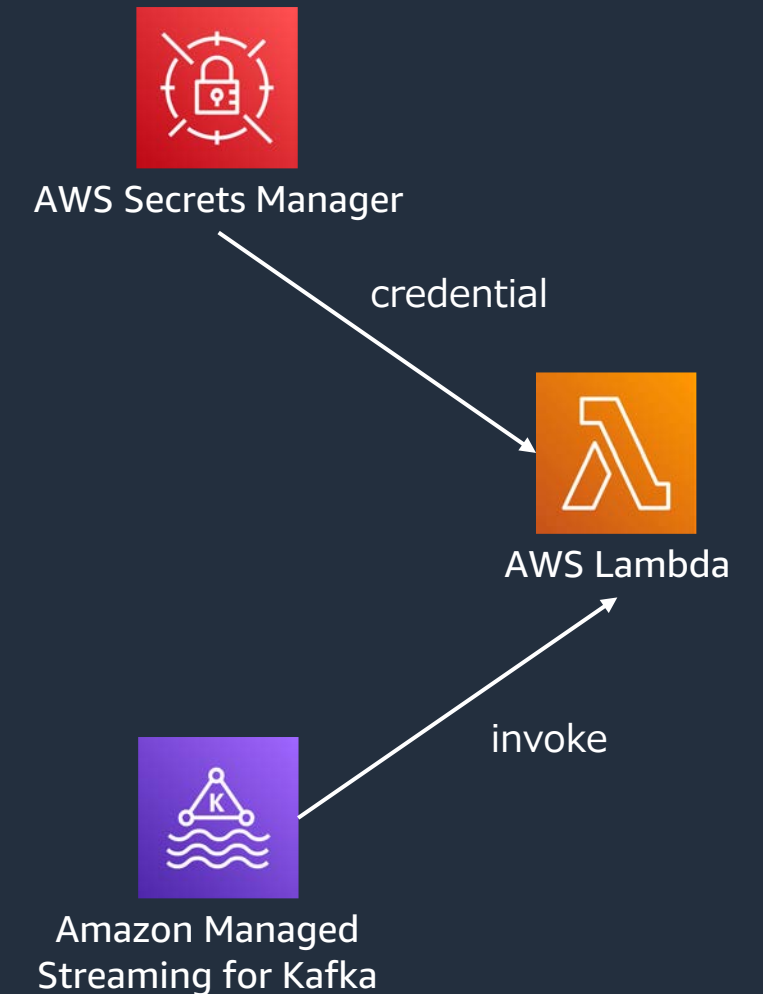 AWS Secrets Manager
credential
AWS Lambda
invoke
K
Amazon Managed
Streaming for Kafka